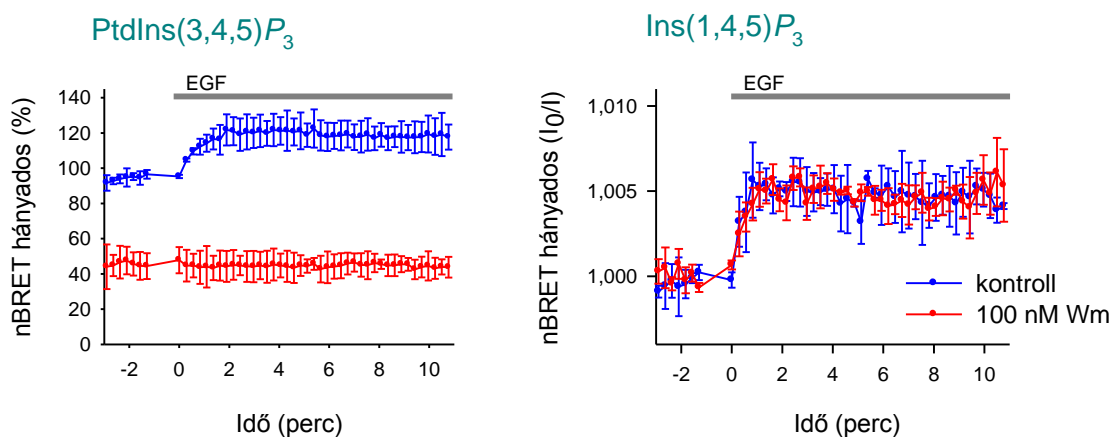 PtdIns(3,4,5)P3
nBRET hányados (%)
EGF
140
120
100
80
60
40
20
0
-2 0 2 4 6 8 10
Idő (perc)
Ins(1,4,5)P3
nBRET hányados (I0/I)
EGF
1,010
1,005
1,000
kontroll
100 nM Wm
-2 0 2 4 6 8 10
Idő (perc)